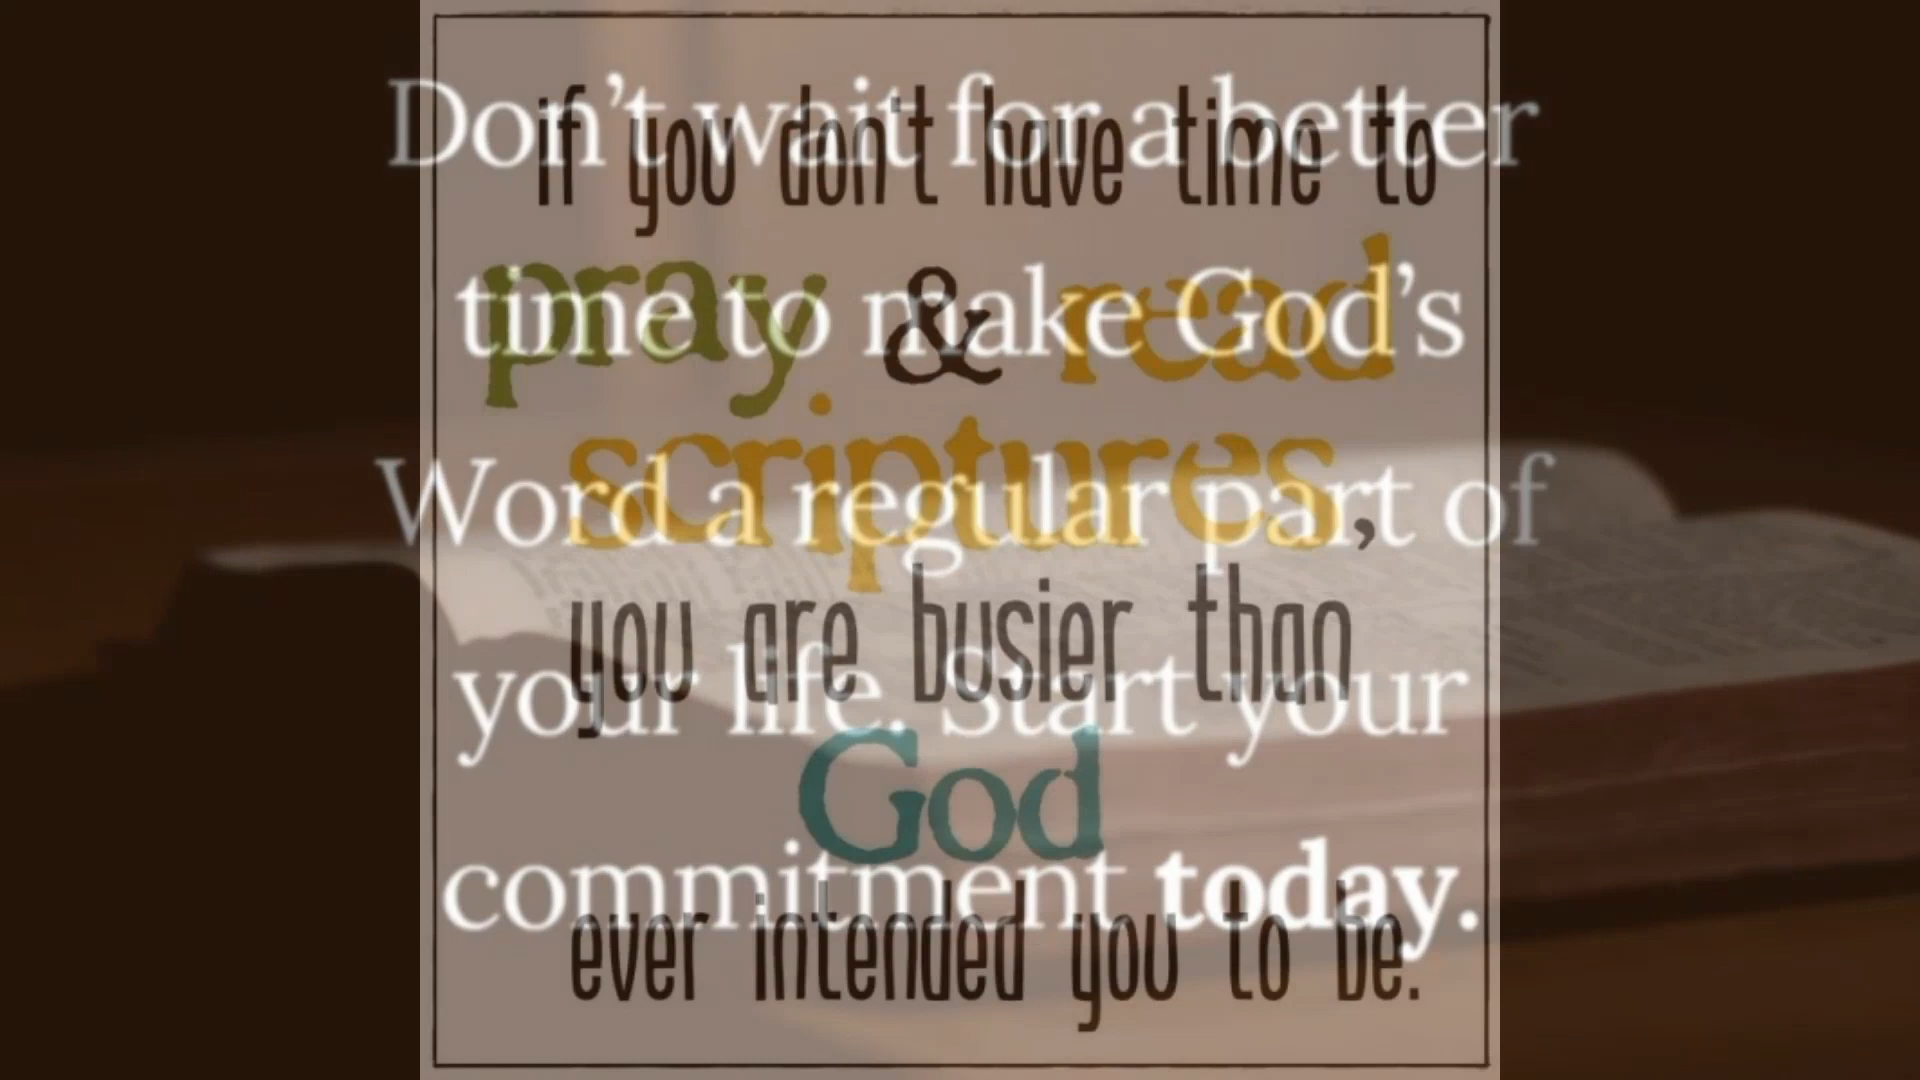 Don't wait for a better
time to make God's
Word a regular part of
your life. Start your
commitment today.
if you don't have time to
pray & read
scriptures,
you are busier than
God
ever intended you to be.